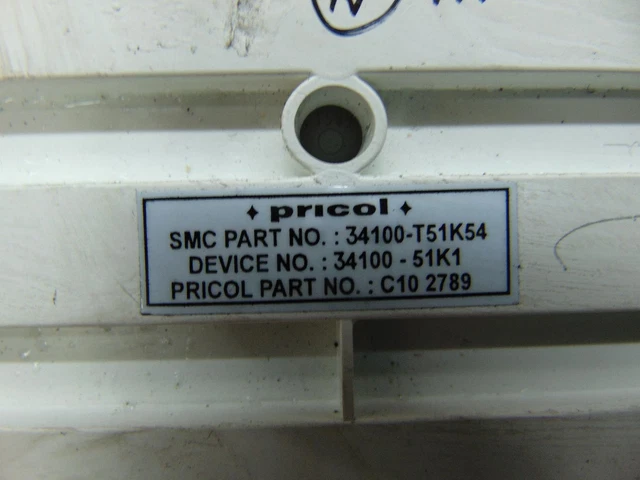 pricol
SMC PART NO. : 34100-T51K54
DEVICE NO. : 34100 - 51K1
PRICOL PART NO. : C10 2789